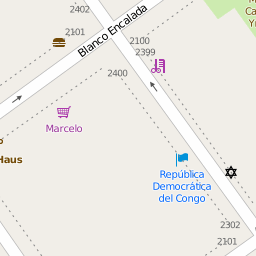 2402
2101
Blanco Encalada
2100
2399
2400
Marcelo
Haus
República
Democrática
del Congo
2302
2101